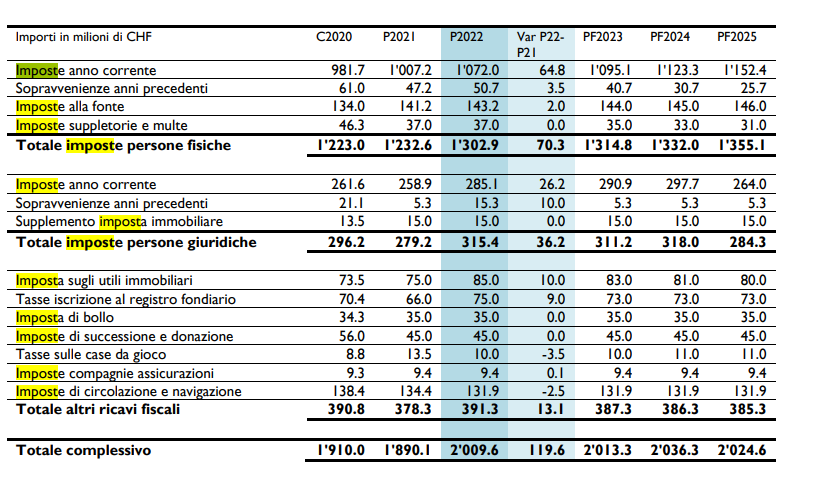 Importi in milioni di CHF C2020 P2021 P2022 Var P22- PF2023 PF2024 PF2025
P21
Imposte anno corrente 981.7 1'007.2 1'072.0 64.8 1'095.1 1'123.3 1'152.4
Sopravvenienze anni precedenti 61.0 47.2 50.7 3.5 40.7 30.7 25.7
Imposte alla fonte 134.0 141.2 143.2 2.0 144.0 145.0 146.0
Imposte suppletorie e multe 46.3 37.0 37.0 0.0 35.0 33.0 31.0
Totale imposte persone fisiche 1'223.0 1'232.6 1'302.9 70.3 1'314.8 1'332.0 1'355.1
Imposte anno corrente 261.6 258.9 285.1 26.2 290.9 297.7 264.0
Sopravvenienze anni precedenti 21.1 5.3 15.3 10.0 5.3 5.3 5.3
Supplemento imposta immobiliare 13.5 15.0 15.0 0.0 15.0 15.0 15.0
Totale imposte persone giuridiche 296.2 279.2 315.4 36.2 311.2 318.0 284.3
Imposta sugli utili immobiliari 73.5 75.0 85.0 10.0 83.0 81.0 80.0
Tasse iscrizione al registro fondiario 70.4 66.0 75.0 9.0 73.0 73.0 73.0
Imposta di bollo 34.3 35.0 35.0 0.0 35.0 35.0 35.0
Imposte di successione e donazione 56.0 45.0 45.0 0.0 45.0 45.0 45.0
Tasse sulle case da gioco 8.8 13.5 10.0 -3.5 10.0 11.0 11.0
Imposte compagnie assicurazioni 9.3 9.4 9.4 0.1 9.4 9.4 9.4
Imposte di circolazione e navigazione 138.4 134.4 131.9 -2.5 131.9 131.9 131.9
Totale altri ricavi fiscali 390.8 378.3 391.3 13.1 387.3 386.3 385.3
Totale complessivo 1'910.0 1'890.1 2'009.6 119.6 2'013.3 2'036.3 2'024.6